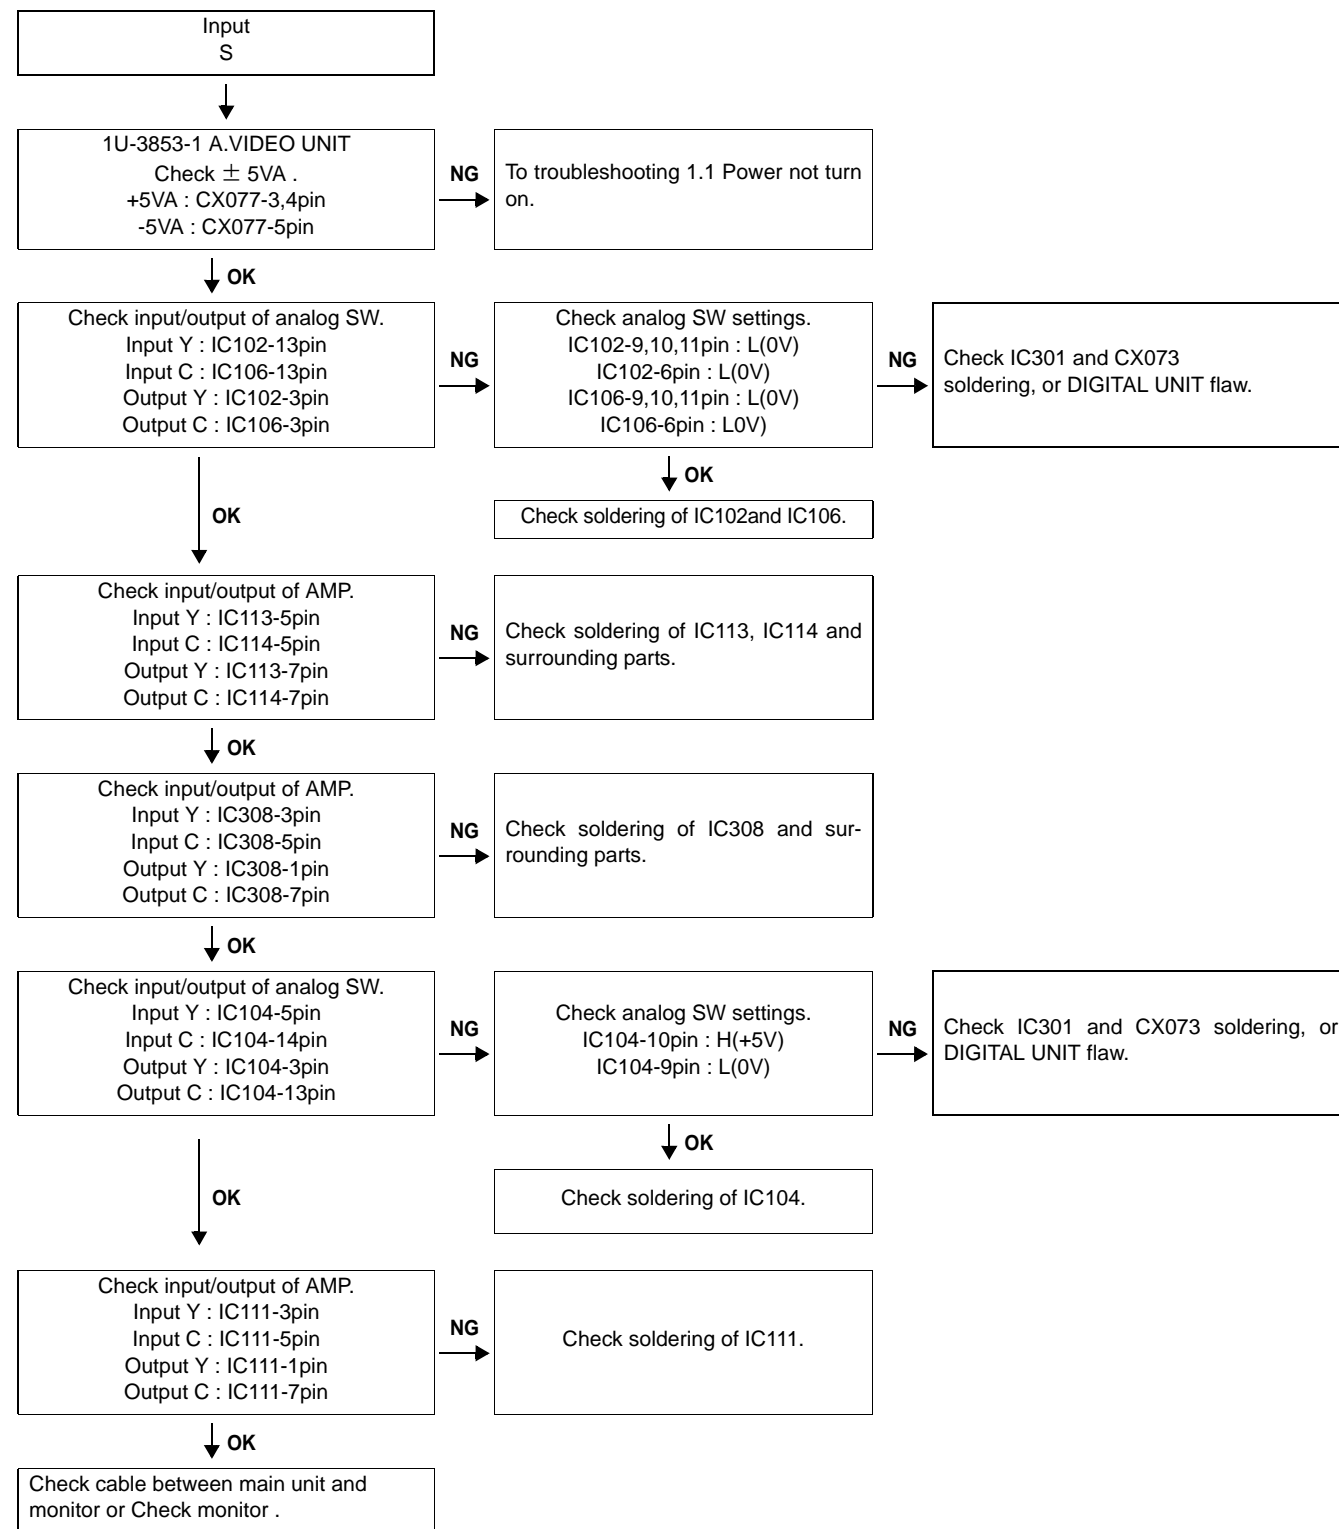 Input
S
1U-3853-1 A.VIDEO UNIT
Check ± 5VA .
+5VA : CX077-3,4pin
-5VA : CX077-5pin
NG
To troubleshooting 1.1 Power not turn
on.
OK
Check input/output of analog SW.
Input Y : IC102-13pin
Input C : IC106-13pin
Output Y : IC102-3pin
Output C : IC106-3pin
NG
Check analog SW settings.
IC102-9,10,11pin : L(0V)
IC102-6pin : L(0V)
IC106-9,10,11pin : L(0V)
IC106-6pin : L0V)
NG
Check IC301 and CX073
soldering, or DIGITAL UNIT flaw.
OK
Check soldering of IC102and IC106.
OK
Check input/output of AMP.
Input Y : IC113-5pin
Input C : IC114-5pin
Output Y : IC113-7pin
Output C : IC114-7pin
NG
Check soldering of IC113, IC114 and
surrounding parts.
OK
Check input/output of AMP.
Input Y : IC308-3pin
Input C : IC308-5pin
Output Y : IC308-1pin
Output C : IC308-7pin
NG
Check soldering of IC308 and sur-
rounding parts.
OK
Check input/output of analog SW.
Input Y : IC104-5pin
Input C : IC104-14pin
Output Y : IC104-3pin
Output C : IC104-13pin
NG
Check analog SW settings.
IC104-10pin : H(+5V)
IC104-9pin : L(0V)
NG
Check IC301 and CX073 soldering, or
DIGITAL UNIT flaw.
OK
Check soldering of IC104.
OK
Check input/output of AMP.
Input Y : IC111-3pin
Input C : IC111-5pin
Output Y : IC111-1pin
Output C : IC111-7pin
NG
Check soldering of IC111.
OK
Check cable between main unit and
monitor or Check monitor .